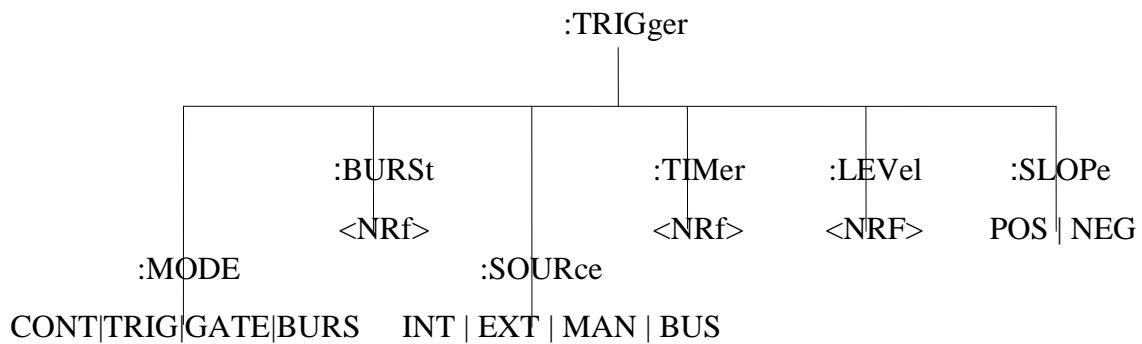 :TRIGger
:BURSt :TIMer :LEVel :SLOPe
<NRf> <NRf> <NRF> POS | NEG
:MODE :SOURce
CONT|TRIG|GATE|BURS INT | EXT | MAN | BUS